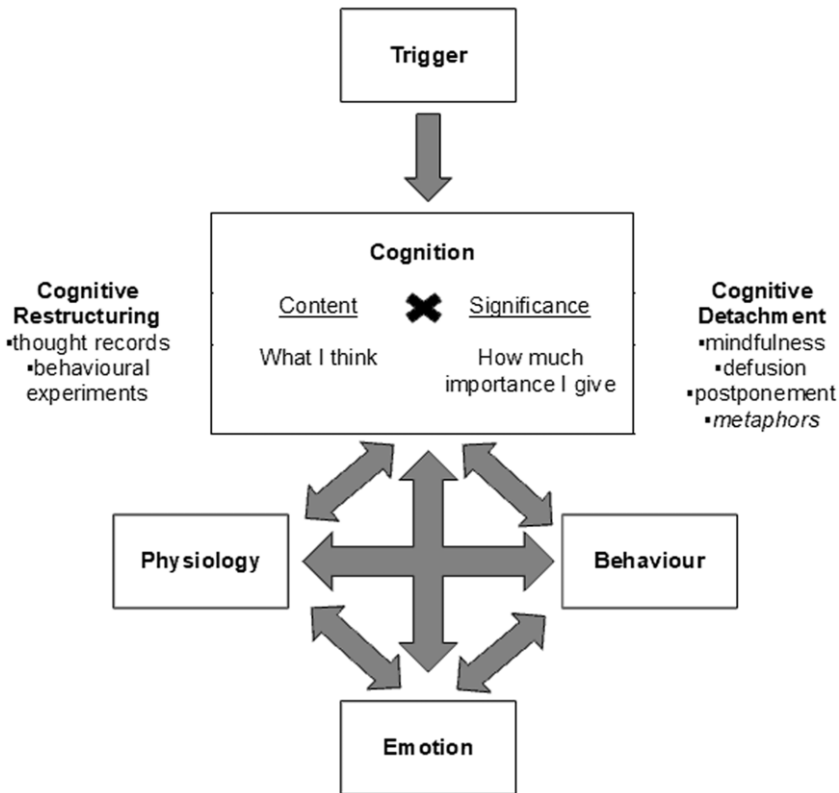 Trigger
Cognition
Cognitive
Restructuring
▪thought records
▪behavioural
experiments
Content
Significance
What I think
How much
importance I give
Cognitive
Detachment
▪mindfulness
▪defusion
▪postponement
▪metaphors
Physiology
Behaviour
Emotion